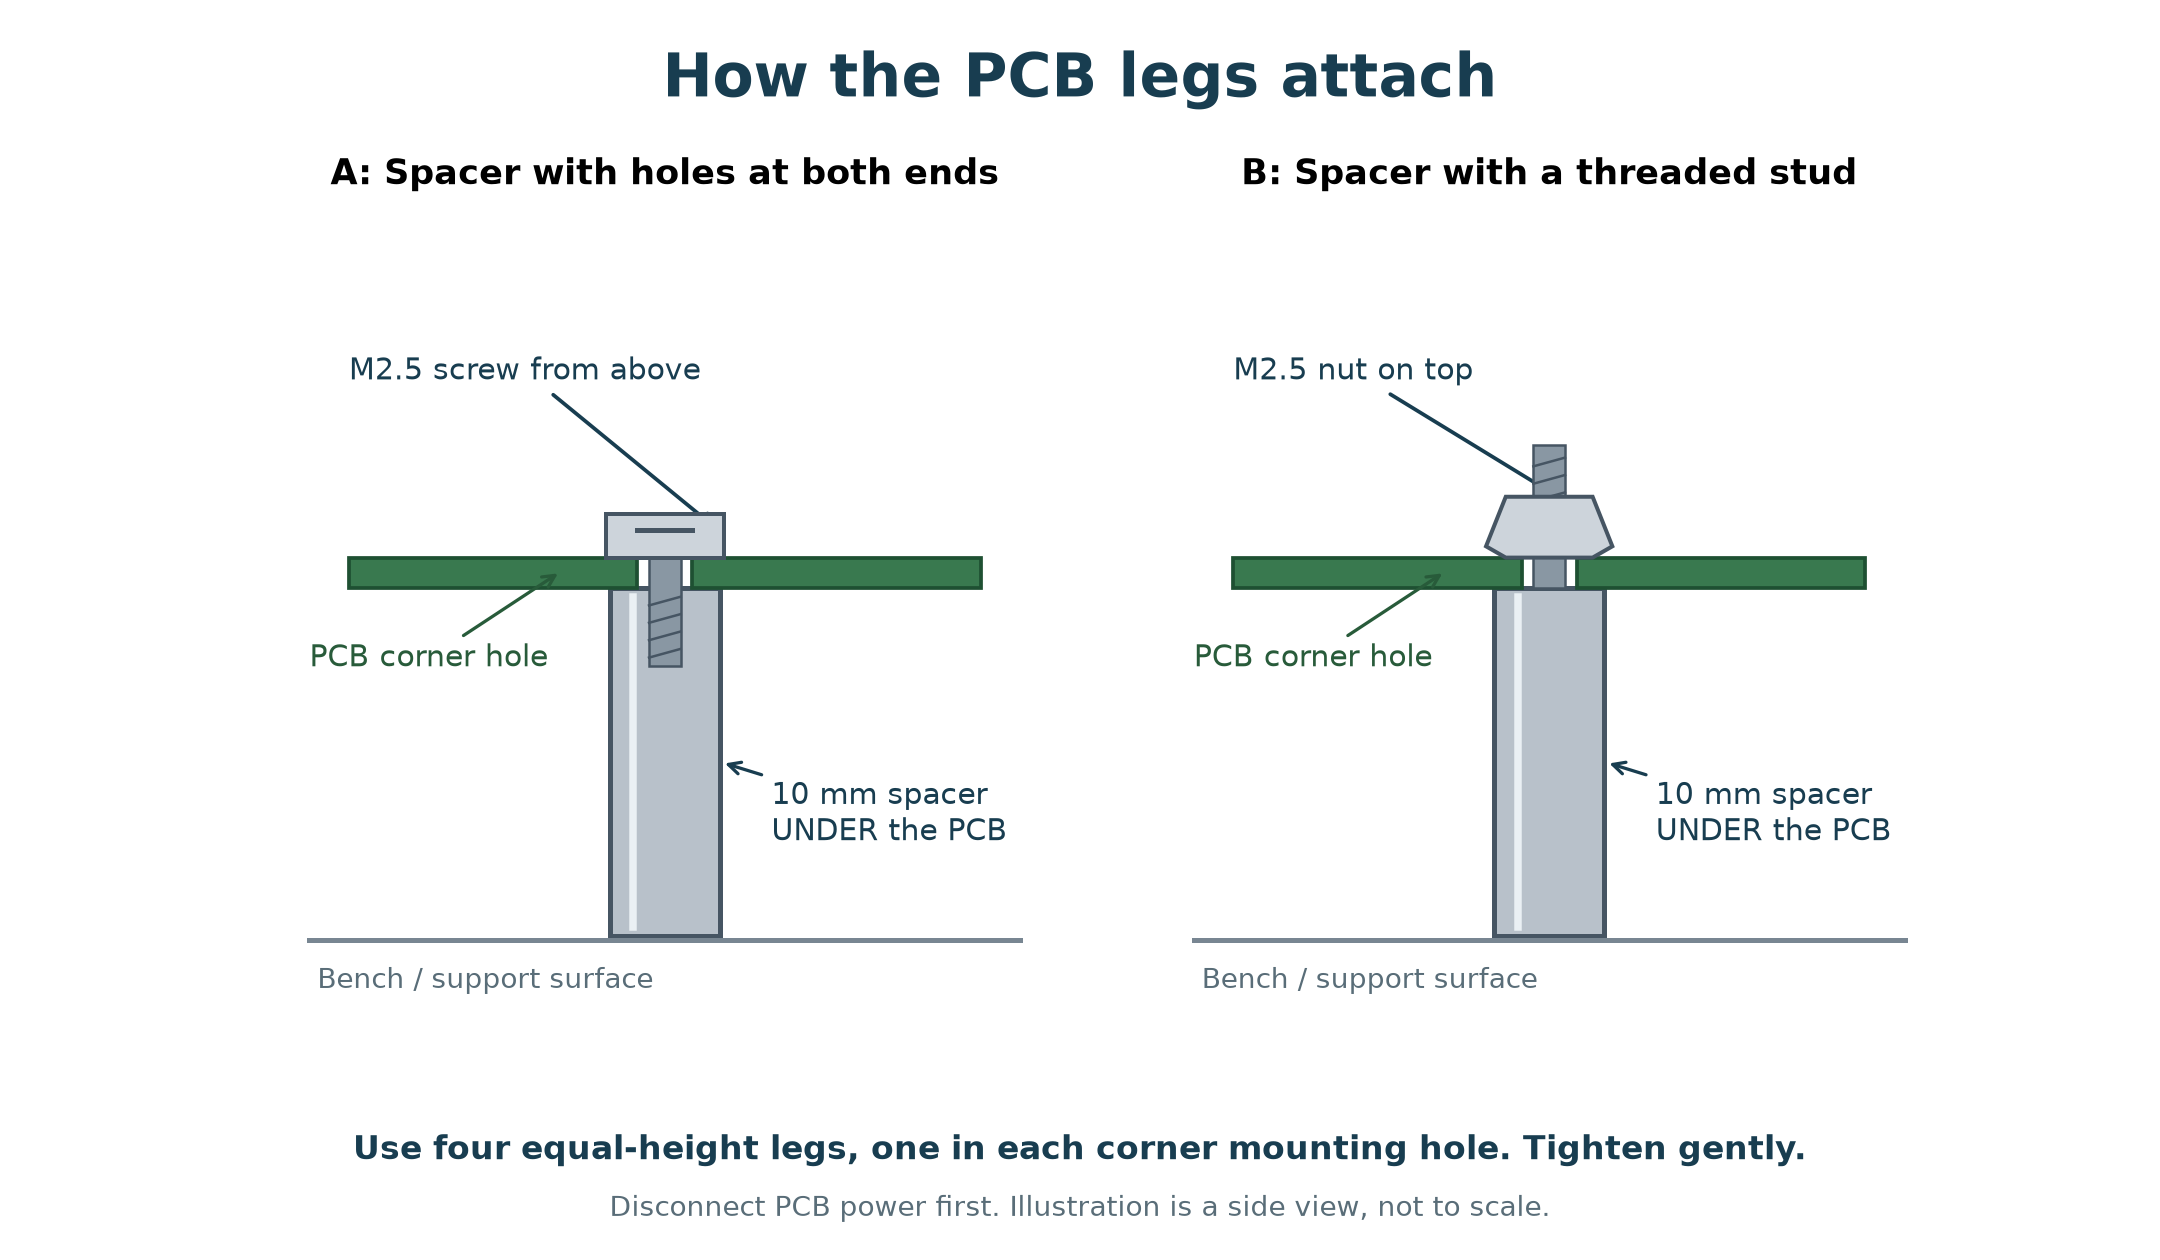 How the PCB legs attach
A: Spacer with holes at both ends
B: Spacer with a threaded stud
M2.5 screw from above
M2.5 nut on top
PCB corner hole
PCB corner hole
10 mm spacer
UNDER the PCB
10 mm spacer
UNDER the PCB
Bench / support surface
Bench / support surface
Use four equal-height legs, one in each corner mounting hole. Tighten gently.
Disconnect PCB power first. Illustration is a side view, not to scale.